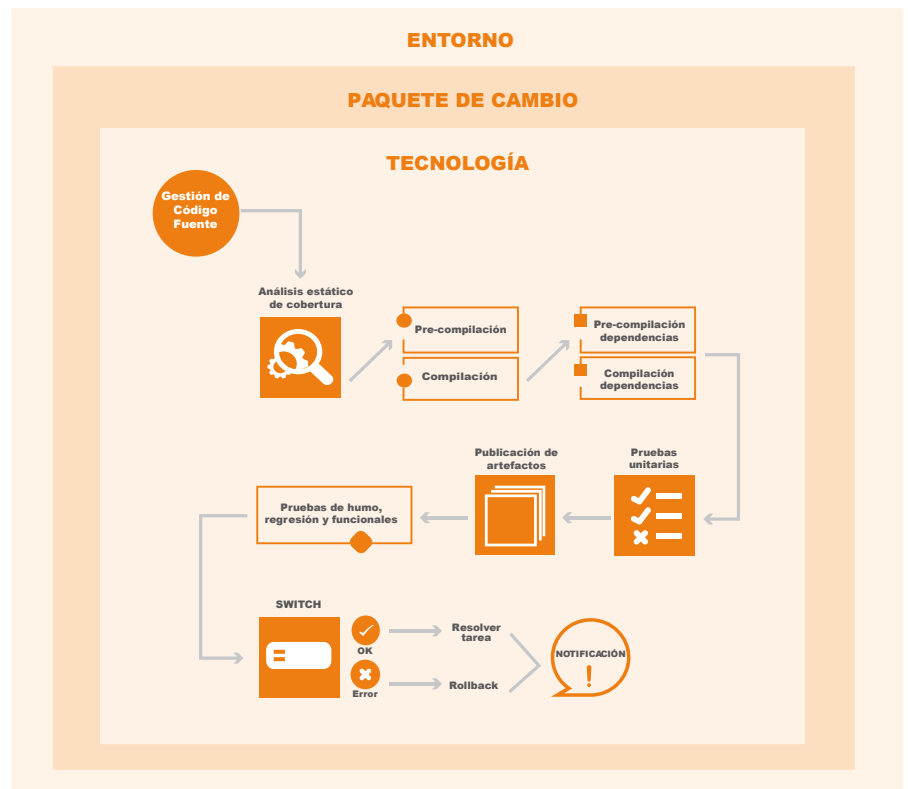 ENTORNO
PAQUETE DE CAMBIO
TECNOLOGÍA
Gestión de
Código
Fuente
Análisis estático
de cobertura
Pre-compilación
Compilación
Pre-compilación
dependencias
Compilación
dependencias
Pruebas
unitarias
Publicación de
artefactos
Pruebas de humo,
regresión y funcionales
SWITCH
OK
Error
Resolver
tarea
Rollback
NOTIFICACIÓN
!